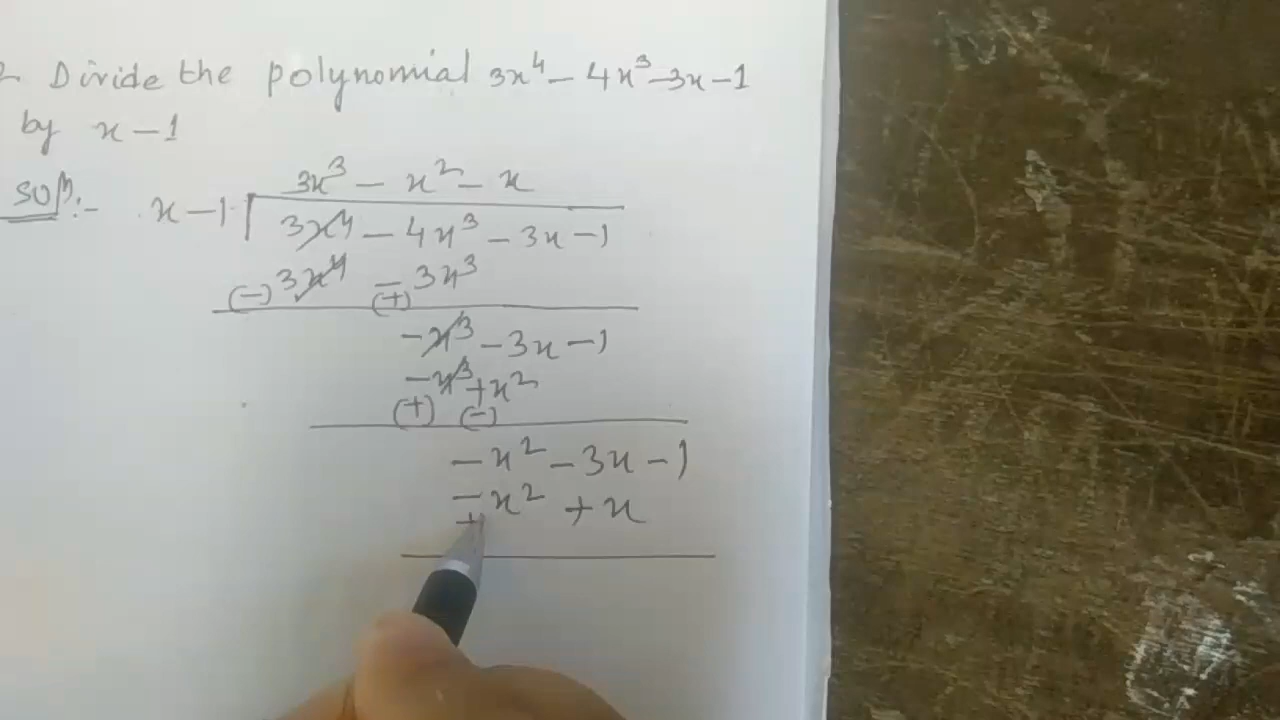 2 Divide the polynomial 3x⁴ - 4x³ - 3x - 1
by x - 1
Solⁿ:-
3x³ - x² - x
x - 1 ) 3x⁴ - 4x³ - 3x - 1
(-) 3x⁴ - 3x³
(+)
-x³ - 3x - 1
-x³ + x²
(+) (-)
-x² - 3x - 1
-x² + x
+